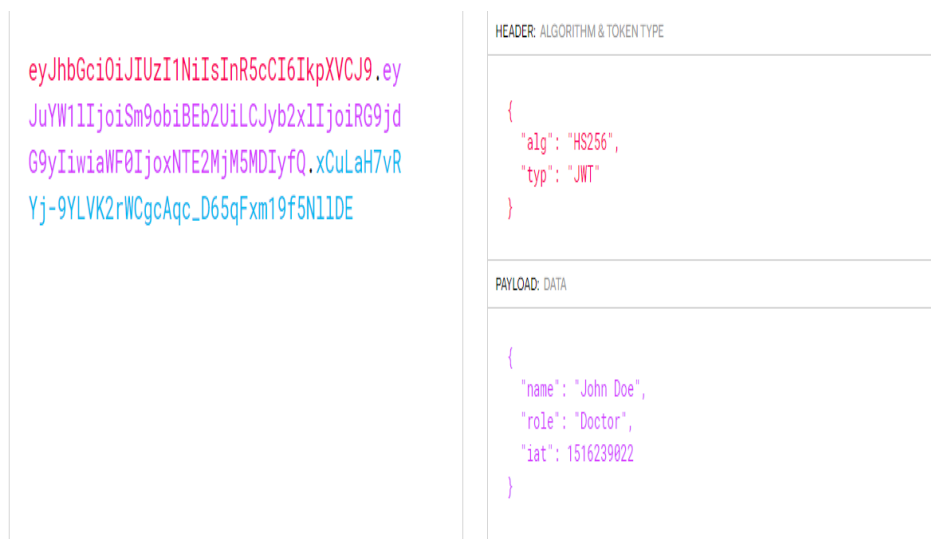 eyJhbGciOiJIUzI1NiIsInR5cCI6IkpXVCJ9.ey
JuYW1lIjoiSm9obiBEb2UiLCJyb2xlIjoiRG9jd
G9yIiwiaWF0IjoxNTE2MjM5MDIyfQ.xCuLaH7vR
Yj-9YLVK2rWCgcAqc_D65qFxm19f5NllDE
HEADER: ALGORITHM & TOKEN TYPE
{
"alg": "HS256",
"typ": "JWT"
}
PAYLOAD: DATA
{
"name": "John Doe",
"role": "Doctor",
"iat": 1516239022
}